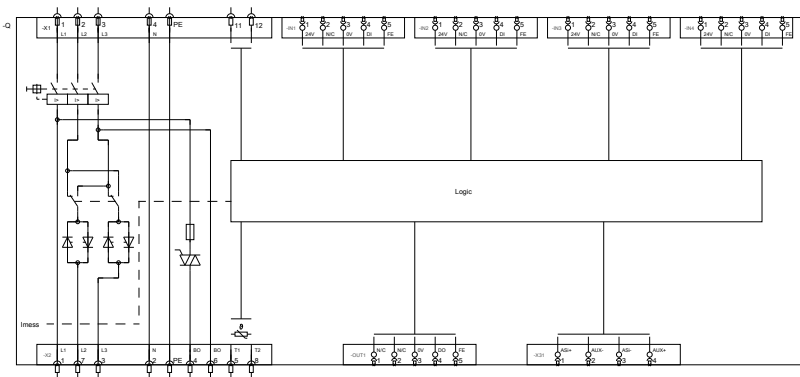 -Q
-X1 1 2 3 4 PE 11 12
L1 L2 L3 N
-IN1 1 2 3 4 5
24V N/C 0V DI FE
-IN2 1 2 3 4 5
24V N/C 0V DI FE
-IN3 1 2 3 4 5
24V N/C 0V DI FE
-IN4 1 2 3 4 5
24V N/C 0V DI FE
I> I> I>
Logic
Imess
ϑ
L1 L2 L3 N BO BO T1 T2
-X2 1 7 3 2 PE 4 6 5 8
N/C N/C 0V DO FE
-OUT1 1 2 3 4 5
ASi+ AUX- ASi- AUX+
-X31 1 2 3 4